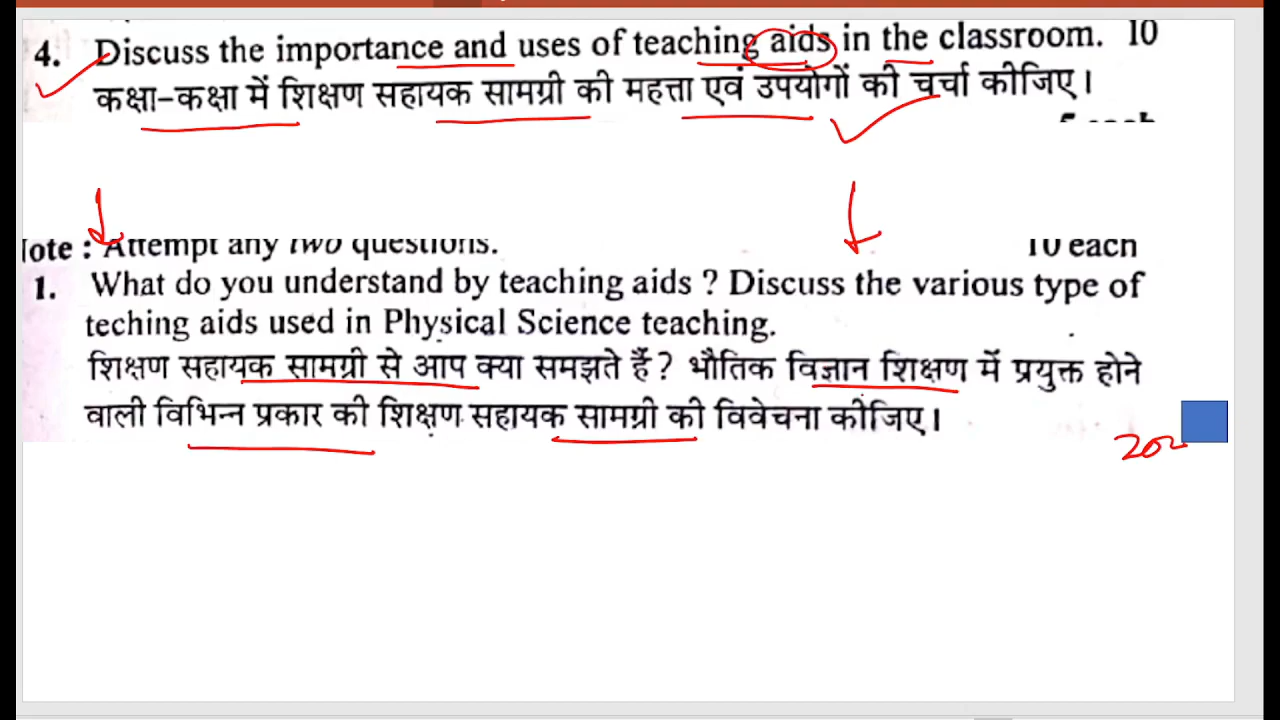 4. Discuss the importance and uses of teaching aids in the classroom. 10
कक्षा-कक्षा में शिक्षण सहायक सामग्री की महत्ता एवं उपयोगों की चर्चा कीजिए।
Note : Attempt any two questions. 10 each
1. What do you understand by teaching aids ? Discuss the various type of
teching aids used in Physical Science teaching.
शिक्षण सहायक सामग्री से आप क्या समझते हैं? भौतिक विज्ञान शिक्षण में प्रयुक्त होने
वाली विभिन्न प्रकार की शिक्षण सहायक सामग्री की विवेचना कीजिए।